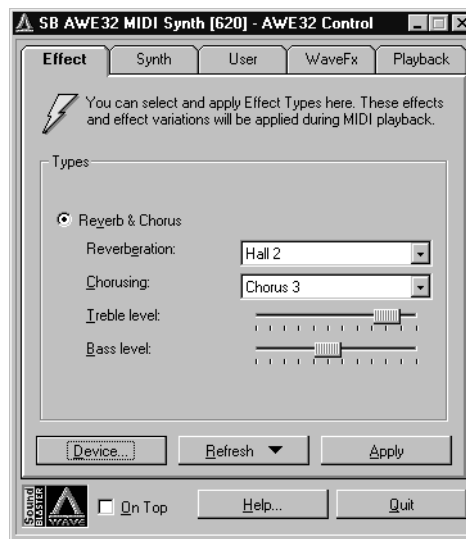 SB AWE32 MIDI Synth [620] - AWE32 Control
Effect Synth User WaveFx Playback
You can select and apply Effect Types here. These effects
and effect variations will be applied during MIDI playback.
Types
Reverb & Chorus
Reverberation: Hall 2
Chorusing: Chorus 3
Treble level:
Bass level:
Device... Refresh Apply
Sound BLASTER WAVE On Top Help... Quit